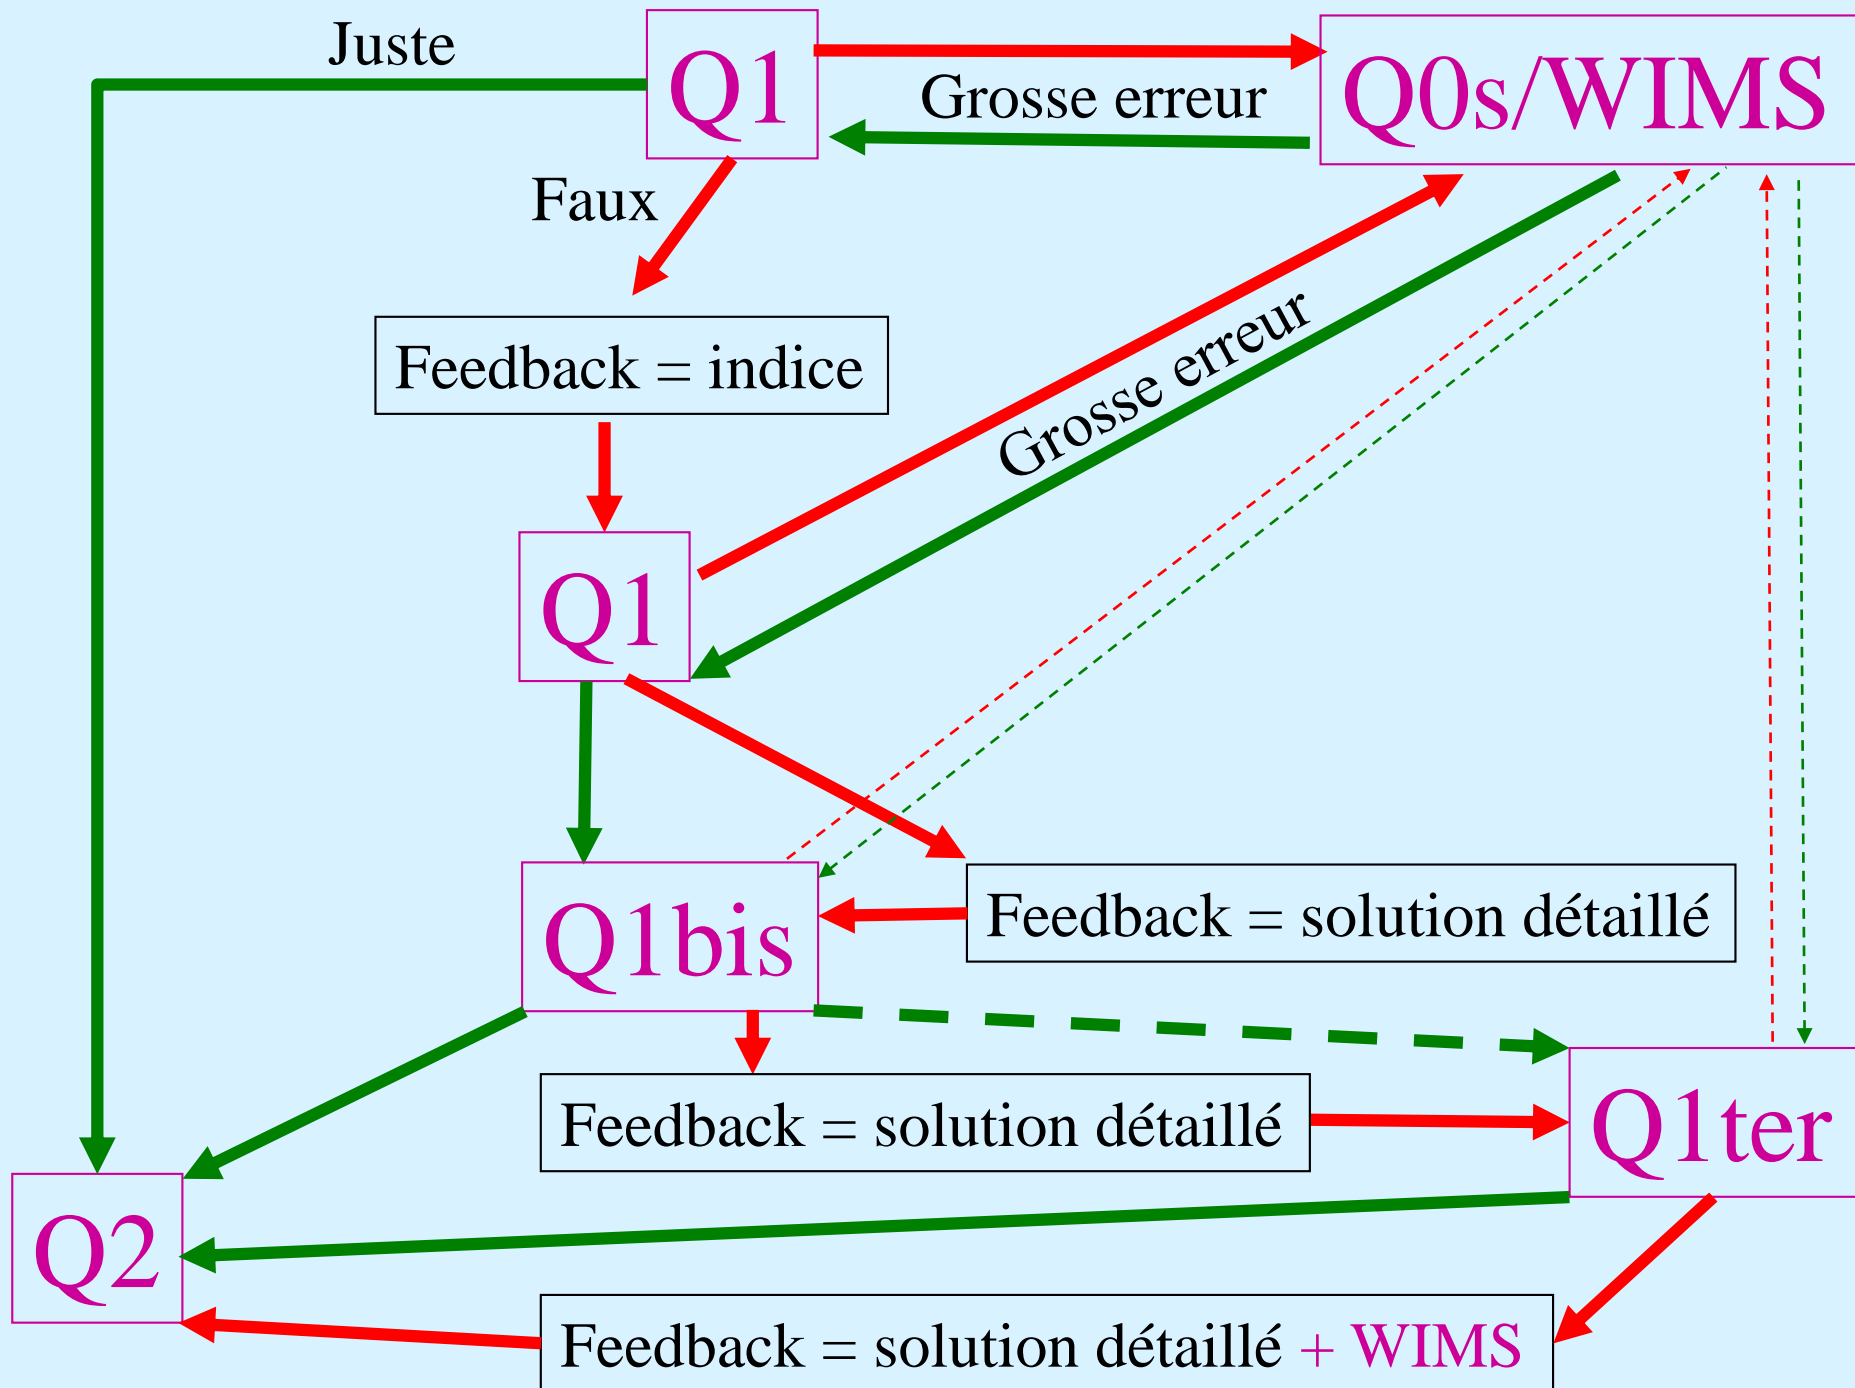 Juste
Q1
Q0s/WIMS
Grosse erreur
Faux
Feedback = indice
Grosse erreur
Q1
Q1bis
Feedback = solution détaillé
Feedback = solution détaillé
Q1ter
Q2
Feedback = solution détaillé + WIMS